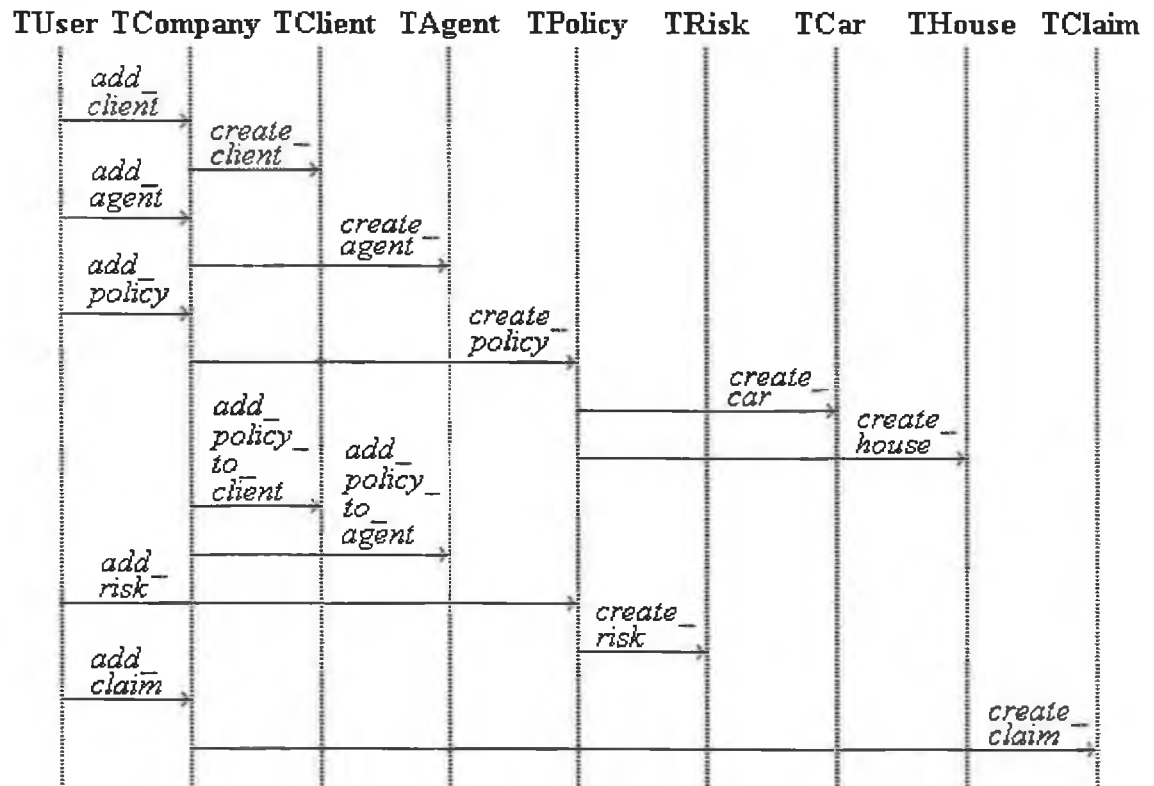 TUser TCompany TClient TAgent TPolicy TRisk TCar THouse TClaim
add_
client
create_
client
add_
agent
create_
agent
add_
policy
create_
policy
create_
car
create_
house
add_
policy_
to_
client
add_
policy_
to_
agent
add_
risk
create_
risk
add_
claim
create_
claim